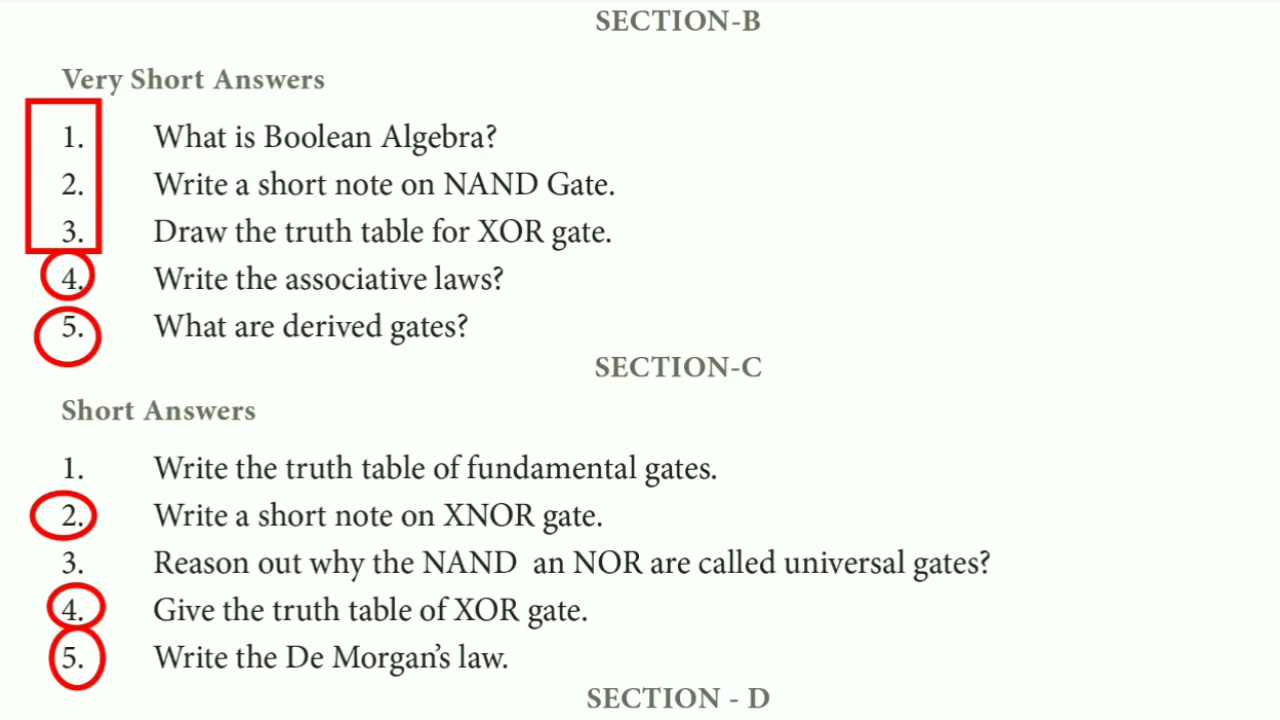 SECTION-B
Very Short Answers
1. What is Boolean Algebra?
2. Write a short note on NAND Gate.
3. Draw the truth table for XOR gate.
4. Write the associative laws?
5. What are derived gates?
SECTION-C
Short Answers
1. Write the truth table of fundamental gates.
2. Write a short note on XNOR gate.
3. Reason out why the NAND an NOR are called universal gates?
4. Give the truth table of XOR gate.
5. Write the De Morgan's law.
SECTION - D